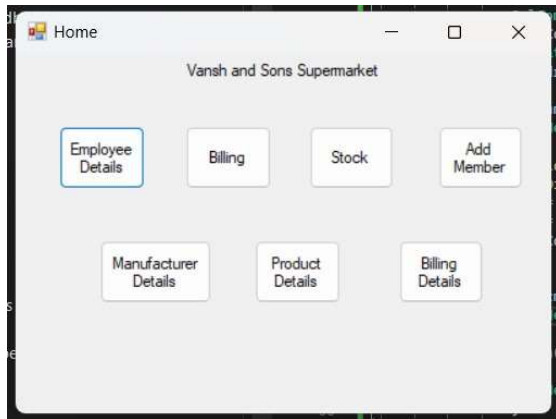 Home
Vansh and Sons Supermarket
Employee
Details
Billing
Stock
Add
Member
Manufacturer
Details
Product
Details
Billing
Details